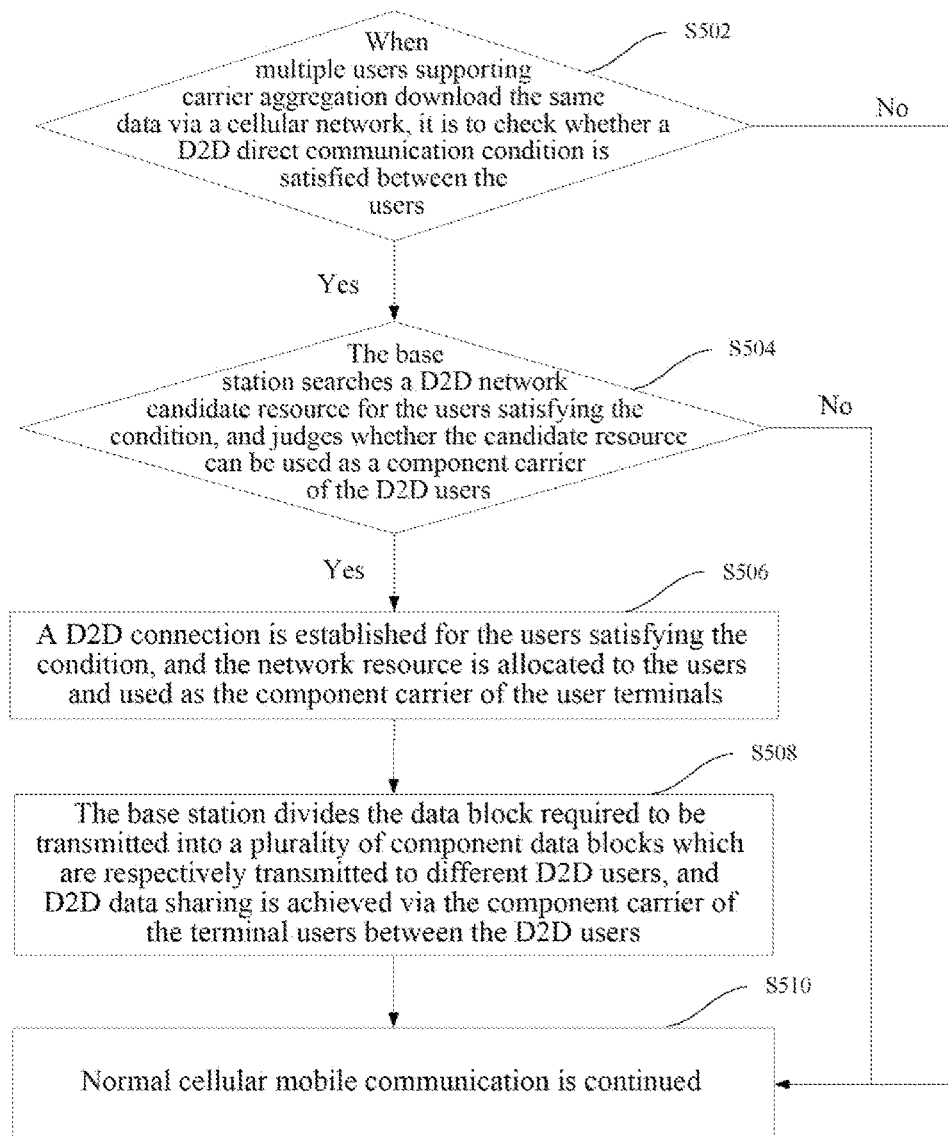 S502
When
multiple users supporting
carrier aggregation download the same
data via a cellular network, it is to check whether a
D2D direct communication condition is
satisfied between the
users
No
Yes
S504
The base
station searches a D2D network
candidate resource for the users satisfying the
condition, and judges whether the candidate resource
can be used as a component carrier
of the D2D users
No
Yes
S506
A D2D connection is established for the users satisfying the
condition, and the network resource is allocated to the users
and used as the component carrier of the user terminals
S508
The base station divides the data block required to be
transmitted into a plurality of component data blocks which
are respectively transmitted to different D2D users, and
D2D data sharing is achieved via the component carrier of
the terminal users between the D2D users
S510
Normal cellular mobile communication is continued